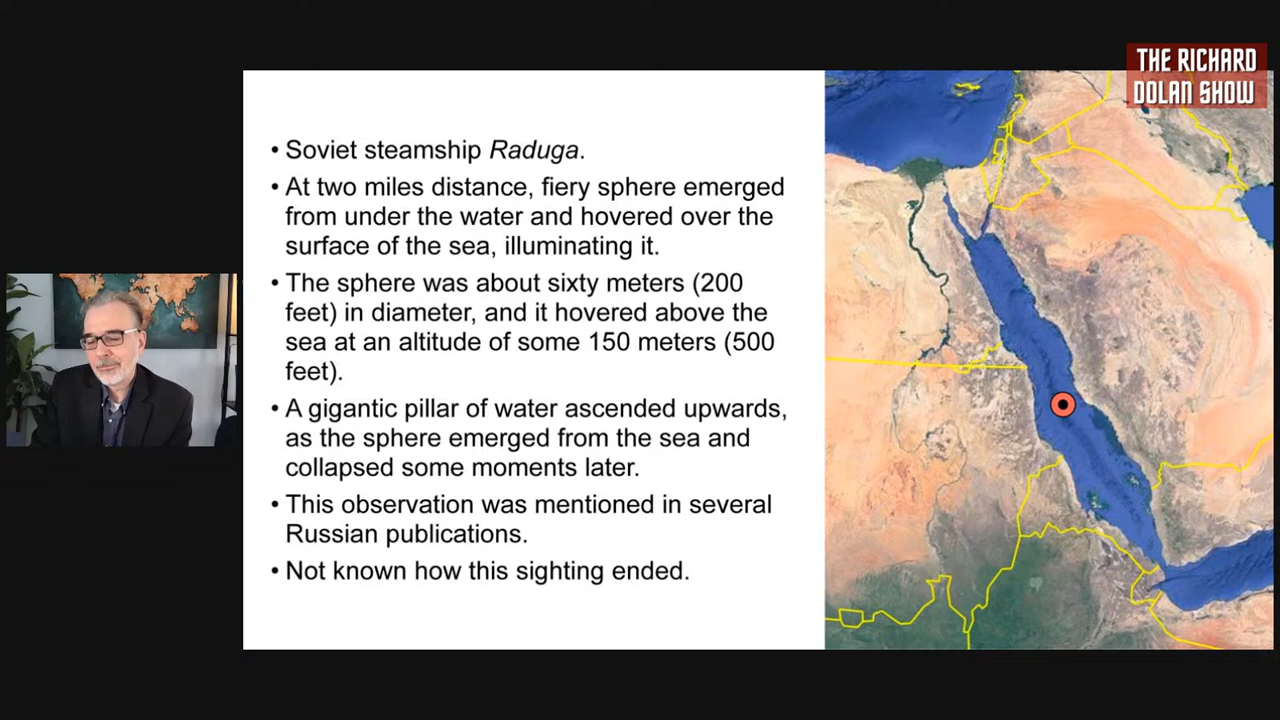 THE RICHARD
DOLAN SHOW
• Soviet steamship Raduga.
• At two miles distance, fiery sphere emerged
from under the water and hovered over the
surface of the sea, illuminating it.
• The sphere was about sixty meters (200
feet) in diameter, and it hovered above the
sea at an altitude of some 150 meters (500
feet).
• A gigantic pillar of water ascended upwards,
as the sphere emerged from the sea and
collapsed some moments later.
• This observation was mentioned in several
Russian publications.
• Not known how this sighting ended.